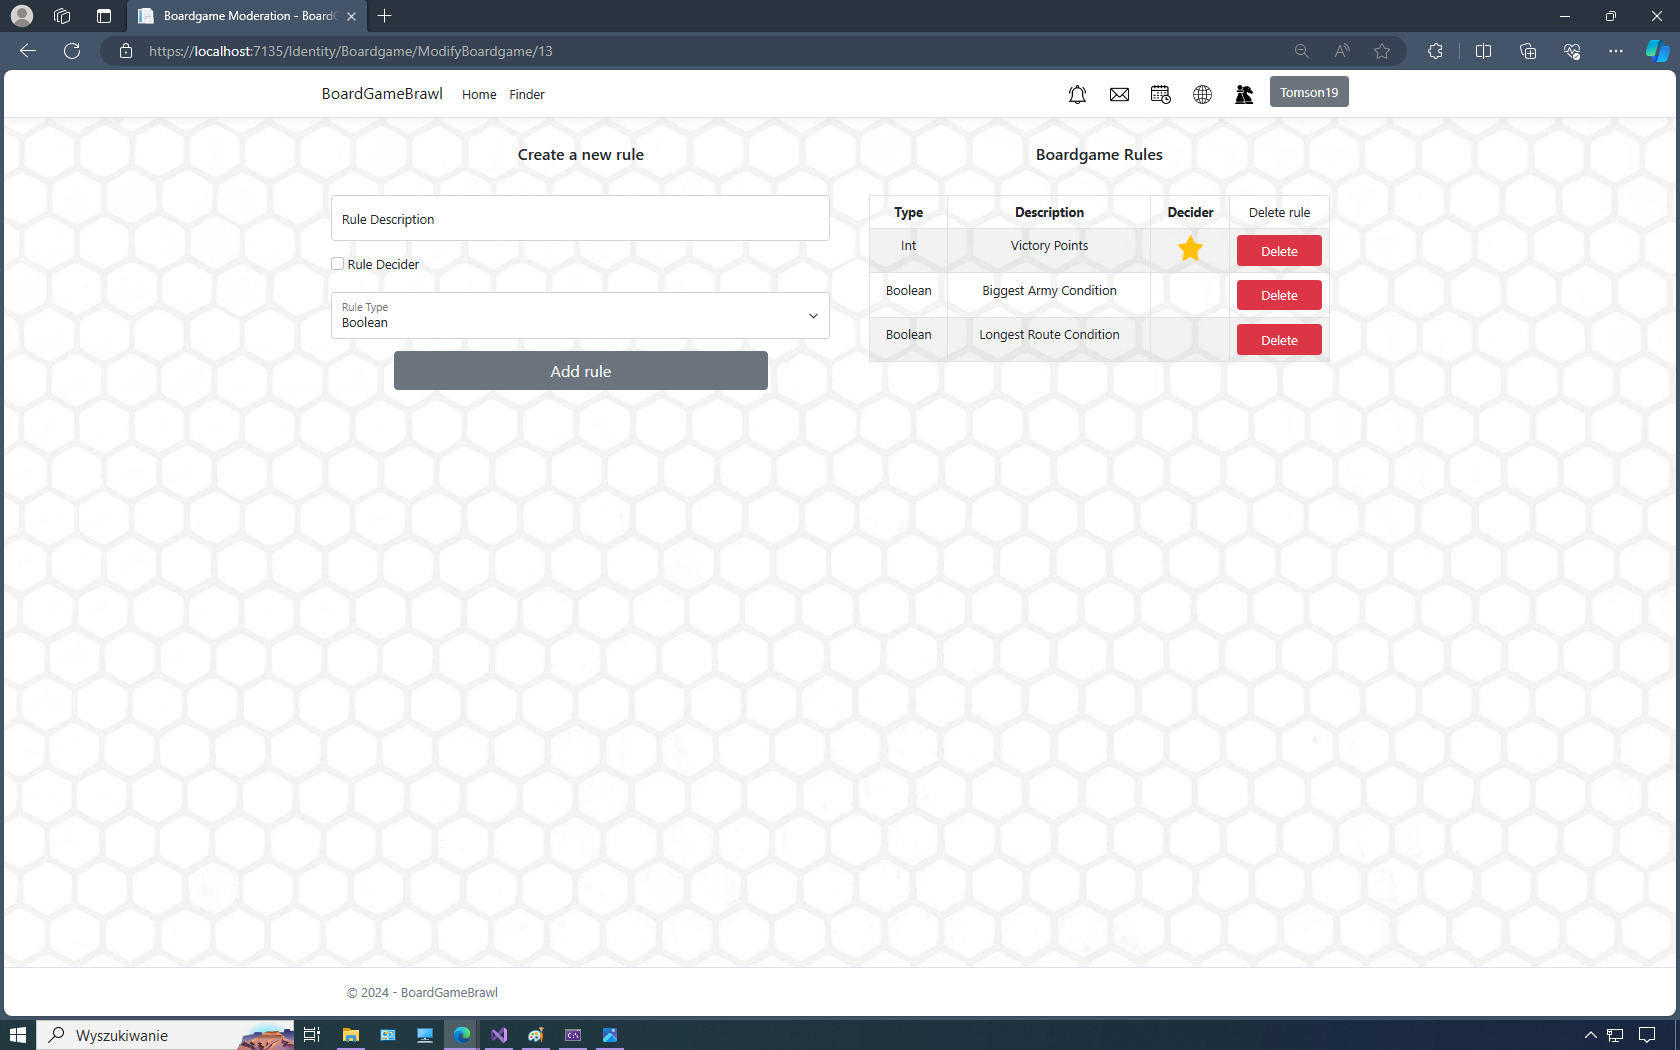 Boardgame Moderation - BoardG
https://localhost:7135/Identity/Boardgame/ModifyBoardgame/13
BoardGameBrawl Home Finder Tomson19
Create a new rule
Rule Description
Rule Decider
Rule Type
Boolean
Add rule
Boardgame Rules
Type Description Decider Delete rule
Int Victory Points Delete
Boolean Biggest Army Condition Delete
Boolean Longest Route Condition Delete
© 2024 - BoardGameBrawl
Wyszukiwanie